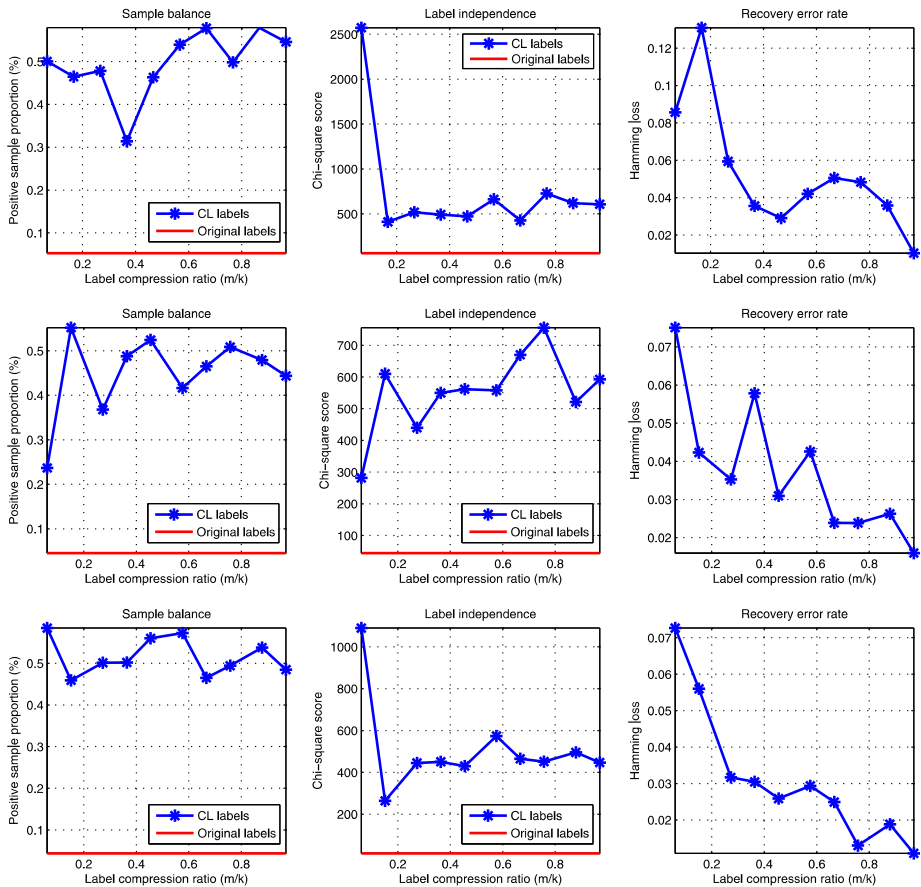 Sample balance
Positive sample proportion (%)
0.5
0.4
0.3
0.2
0.1
CL labels
Original labels
0.2 0.4 0.6 0.8
Label compression ratio (m/k)
Label independence
Chi−square score
2500
2000
1500
1000
500
CL labels
Original labels
0.2 0.4 0.6 0.8
Label compression ratio (m/k)
Recovery error rate
Hamming loss
0.12
0.1
0.08
0.06
0.04
0.02
0.2 0.4 0.6 0.8
Label compression ratio (m/k)
Sample balance
Positive sample proportion (%)
0.5
0.4
0.3
0.2
0.1
CL labels
Original labels
0.2 0.4 0.6 0.8
Label compression ratio (m/k)
Label independence
Chi−square score
700
600
500
400
300
200
100
CL labels
Original labels
0.2 0.4 0.6 0.8
Label compression ratio (m/k)
Recovery error rate
Hamming loss
0.07
0.06
0.05
0.04
0.03
0.02
0.2 0.4 0.6 0.8
Label compression ratio (m/k)
Sample balance
Positive sample proportion (%)
0.5
0.4
0.3
0.2
0.1
CL labels
Original labels
0.2 0.4 0.6 0.8
Label compression ratio (m/k)
Label independence
Chi−square score
1000
800
600
400
200
CL labels
Original labels
0.2 0.4 0.6 0.8
Label compression ratio (m/k)
Recovery error rate
Hamming loss
0.07
0.06
0.05
0.04
0.03
0.02
0.2 0.4 0.6 0.8
Label compression ratio (m/k)